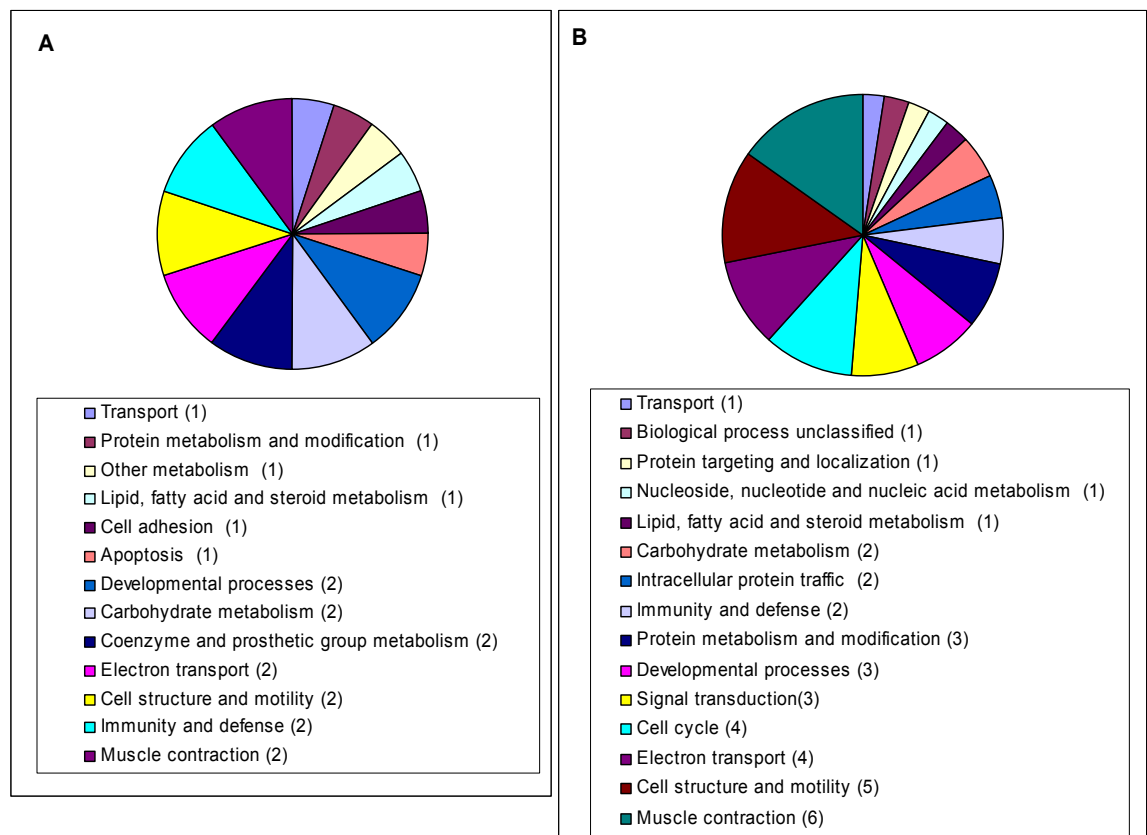 A
Transport (1)
Protein metabolism and modification (1)
Other metabolism (1)
Lipid, fatty acid and steroid metabolism (1)
Cell adhesion (1)
Apoptosis (1)
Developmental processes (2)
Carbohydrate metabolism (2)
Coenzyme and prosthetic group metabolism (2)
Electron transport (2)
Cell structure and motility (2)
Immunity and defense (2)
Muscle contraction (2)
B
Transport (1)
Biological process unclassified (1)
Protein targeting and localization (1)
Nucleoside, nucleotide and nucleic acid metabolism (1)
Lipid, fatty acid and steroid metabolism (1)
Carbohydrate metabolism (2)
Intracellular protein traffic (2)
Immunity and defense (2)
Protein metabolism and modification (3)
Developmental processes (3)
Signal transduction(3)
Cell cycle (4)
Electron transport (4)
Cell structure and motility (5)
Muscle contraction (6)